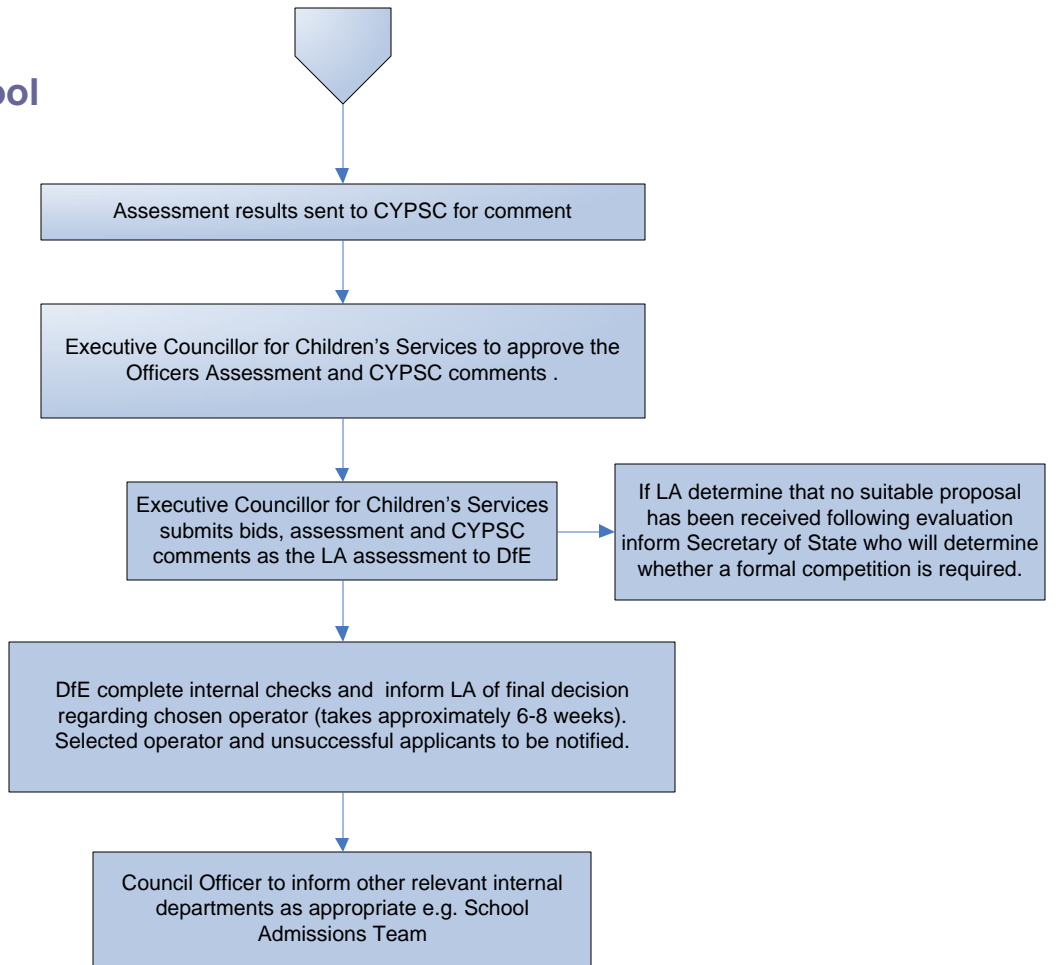 ool
Assessment results sent to CYPSC for comment
Executive Councillor for Children's Services to approve the
Officers Assessment and CYPSC comments .
Executive Councillor for Children's Services
submits bids, assessment and CYPSC
comments as the LA assessment to DfE
If LA determine that no suitable proposal
has been received following evaluation
inform Secretary of State who will determine
whether a formal competition is required.
DfE complete internal checks and  inform LA of final decision
regarding chosen operator (takes approximately 6-8 weeks).
Selected operator and unsuccessful applicants to be notified.
Council Officer to inform other relevant internal
departments as appropriate e.g. School
Admissions Team